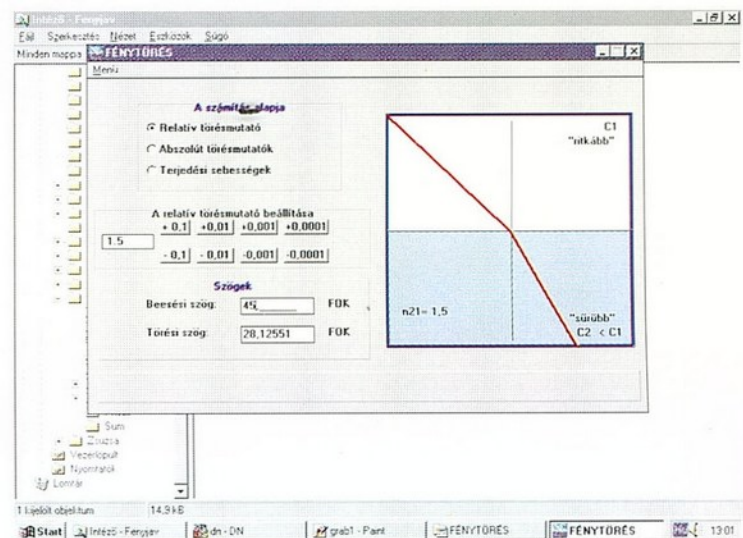 Intéző - Fengyjav
Fájl Szerkesztés Nézet Eszközök Súgó
Minden mappa
FÉNYTÖRÉS
Menü
A számítás alapja
Relatív törésmutató
Abszolút törésmutatók
Terjedési sebességek
A relatív törésmutató beállítása
1.5
+ 0,1 +0,01 +0,001 +0,0001
- 0,1 - 0,01 -0,001 -0,0001
Szögek
Beesési szög: 45 FOK
Törési szög: 28,12551 FOK
C1
"ritkább"
n21= 1,5
"sűrűbb"
C2 < C1
Sum
Zsuzsa
Vezérlőpult
Nyomtatók
Lomtár
1 kijelölt objektum 14,9 kB
Start Intéző - Fengyjav dn - DN grab1 - Paint FÉNYTÖRÉS FÉNYTÖRÉS 13:01